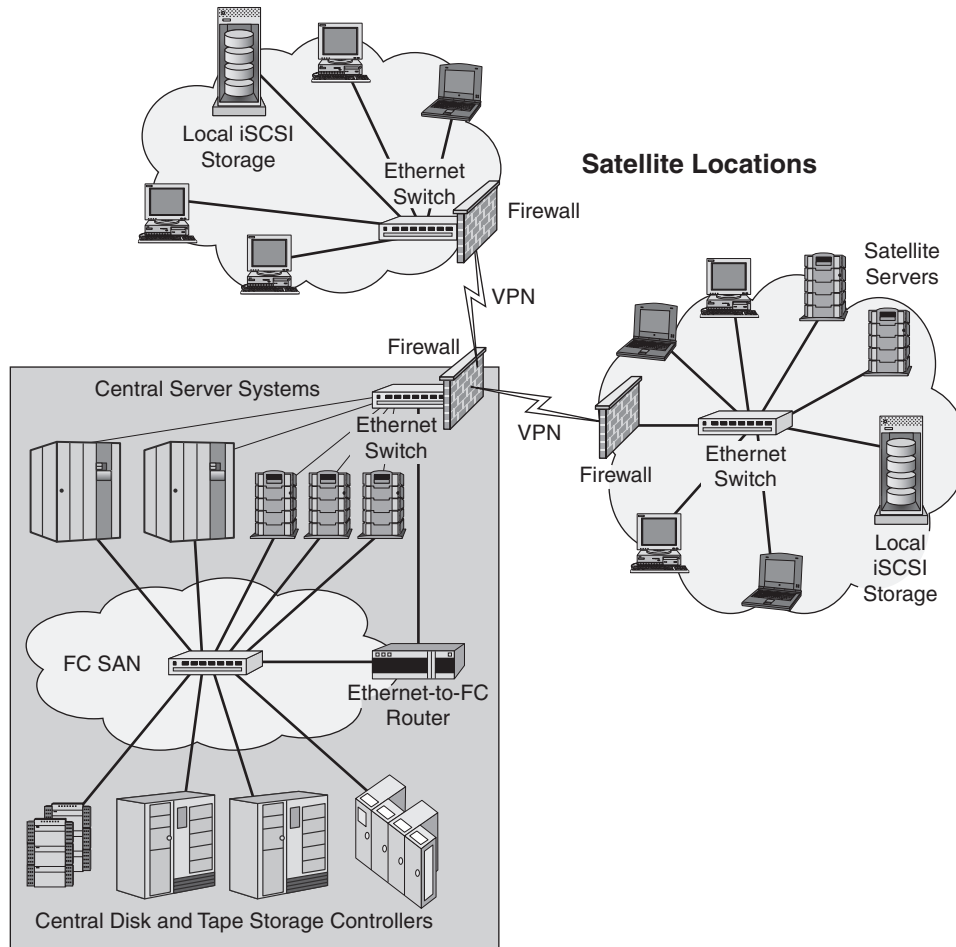 Local iSCSI
Storage
Ethernet
Switch
Satellite Locations
Firewall
Satellite
Servers
VPN
Firewall
Central Server Systems
Ethernet
Switch
VPN
Firewall
Ethernet
Switch
Local
iSCSI
Storage
FC SAN
Ethernet-to-FC
Router
Central Disk and Tape Storage Controllers